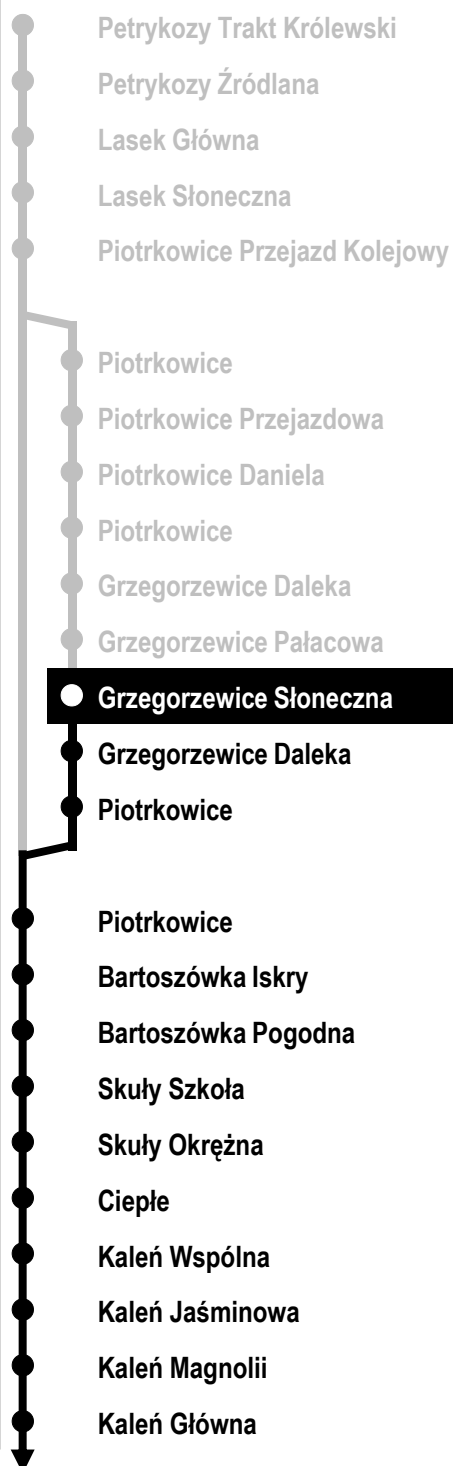 Petrykozy Trakt Królewski
Petrykozy Źródlana
Lasek Główna
Lasek Słoneczna
Piotrkowice Przejazd Kolejowy
Piotrkowice
Piotrkowice Przejazdowa
Piotrkowice Daniela
Piotrkowice
Grzegorzewice Daleka
Grzegorzewice Pałacowa
Grzegorzewice Słoneczna
Grzegorzewice Daleka
Piotrkowice
Piotrkowice
Bartoszówka Iskry
Bartoszówka Pogodna
Skuły Szkoła
Skuły Okrężna
Ciepłe
Kaleń Wspólna
Kaleń Jaśminowa
Kaleń Magnolii
Kaleń Główna